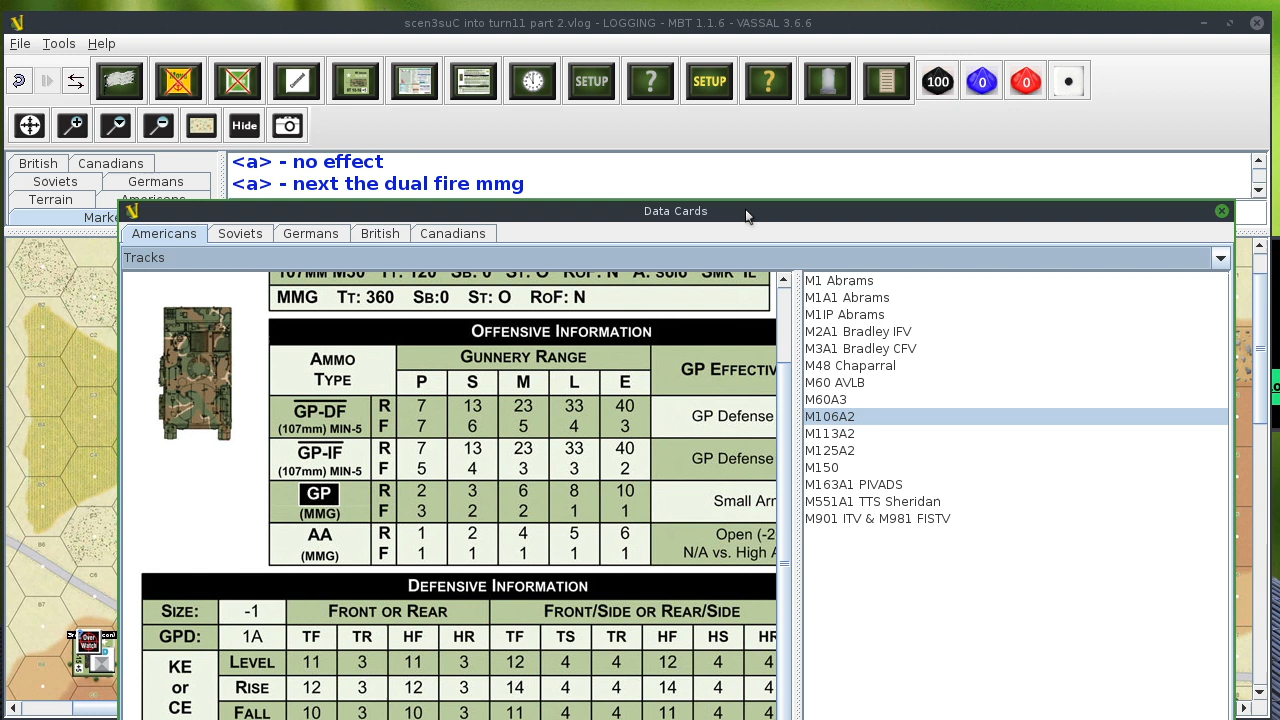 scen3suC into turn11 part 2.vlog - LOGGING - MBT 1.1.6 - VASSAL 3.6.6
File Tools Help
SETUP ? SETUP ? 100 0 0
Hide
British Canadians
Soviets Germans
Terrain
<a> - no effect
<a> - next the dual fire mmg
Data Cards
Americans Soviets Germans British Canadians
Tracks
MMG TT: 360 SB:0 ST: O ROF: N
OFFENSIVE INFORMATION
AMMO TYPE GUNNERY RANGE GP EFFECTIV
P S M L E
GP-DF (107mm) MIN-5 R 7 13 23 33 40 GP Defense
F 7 6 5 4 3
GP-IF (107mm) MIN-5 R 7 13 23 33 40 GP Defense
F 5 4 3 3 2
GP (MMG) R 2 3 6 8 10 Small Arr
F 3 2 2 1 1
AA (MMG) R 1 2 4 5 6 Open (-2
F 1 1 1 1 1 N/A vs. High A
DEFENSIVE INFORMATION
SIZE: -1 FRONT OR REAR FRONT/SIDE OR REAR/SIDE
GPD: 1A TF TR HF HR TF TS TR HF HS HR
KE or CE LEVEL 11 3 11 3 12 4 4 12 4 4
RISE 12 3 12 3 14 4 4 14 4 4
FALL 10 3 10 3 11 4 4 11 4 4
M1 Abrams
M1A1 Abrams
M1IP Abrams
M2A1 Bradley IFV
M3A1 Bradley CFV
M48 Chaparral
M60 AVLB
M60A3
M106A2
M113A2
M125A2
M150
M163A1 PIVADS
M551A1 TTS Sheridan
M901 ITV & M981 FISTV
Over Watch